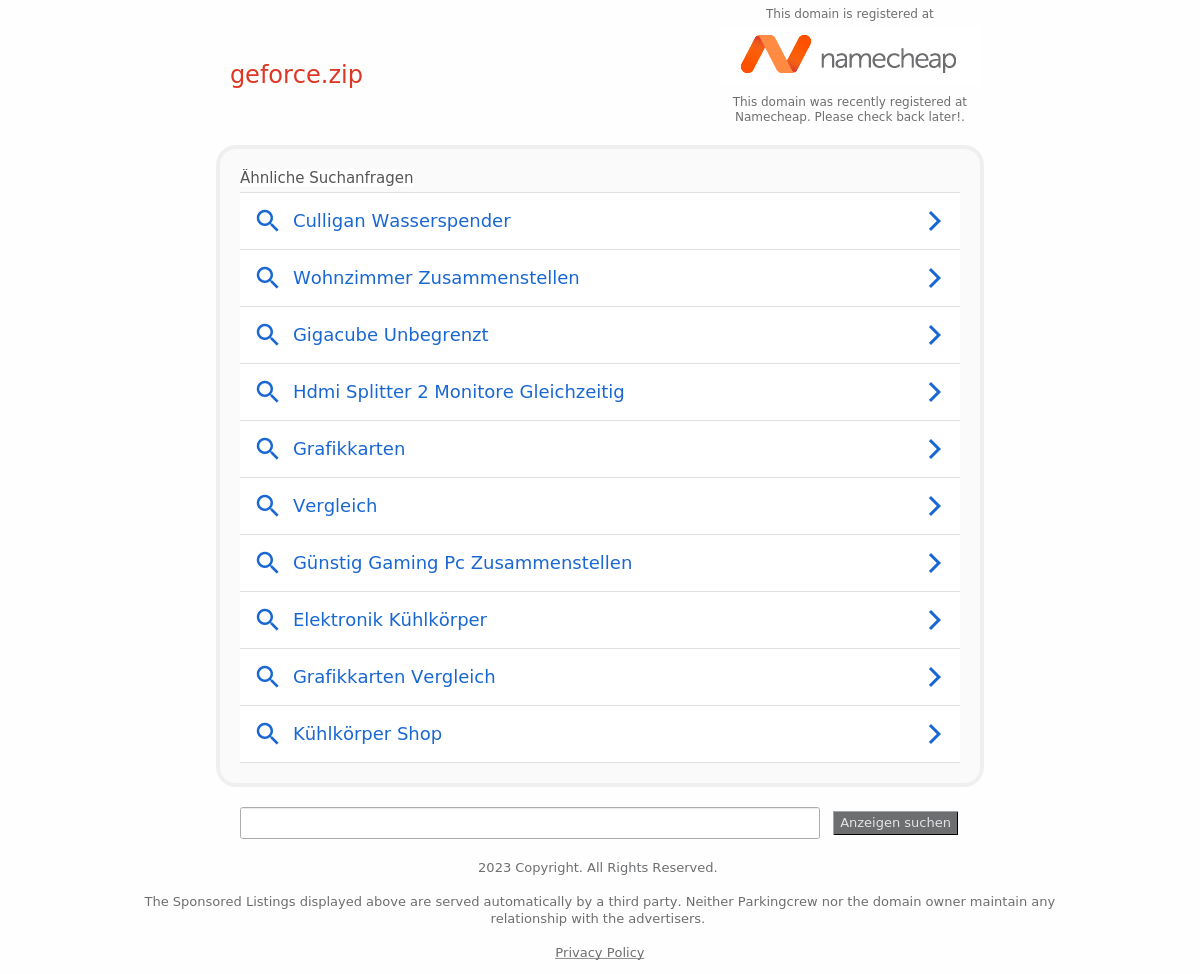 This domain is registered at
namecheap
geforce.zip
This domain was recently registered at
Namecheap. Please check back later!.
Ähnliche Suchanfragen
Culligan Wasserspender
Wohnzimmer Zusammenstellen
Gigacube Unbegrenzt
Hdmi Splitter 2 Monitore Gleichzeitig
Grafikkarten
Vergleich
Günstig Gaming Pc Zusammenstellen
Elektronik Kühlkörper
Grafikkarten Vergleich
Kühlkörper Shop
Anzeigen suchen
2023 Copyright. All Rights Reserved.
The Sponsored Listings displayed above are served automatically by a third party. Neither Parkingcrew nor the domain owner maintain any
relationship with the advertisers.
Privacy Policy